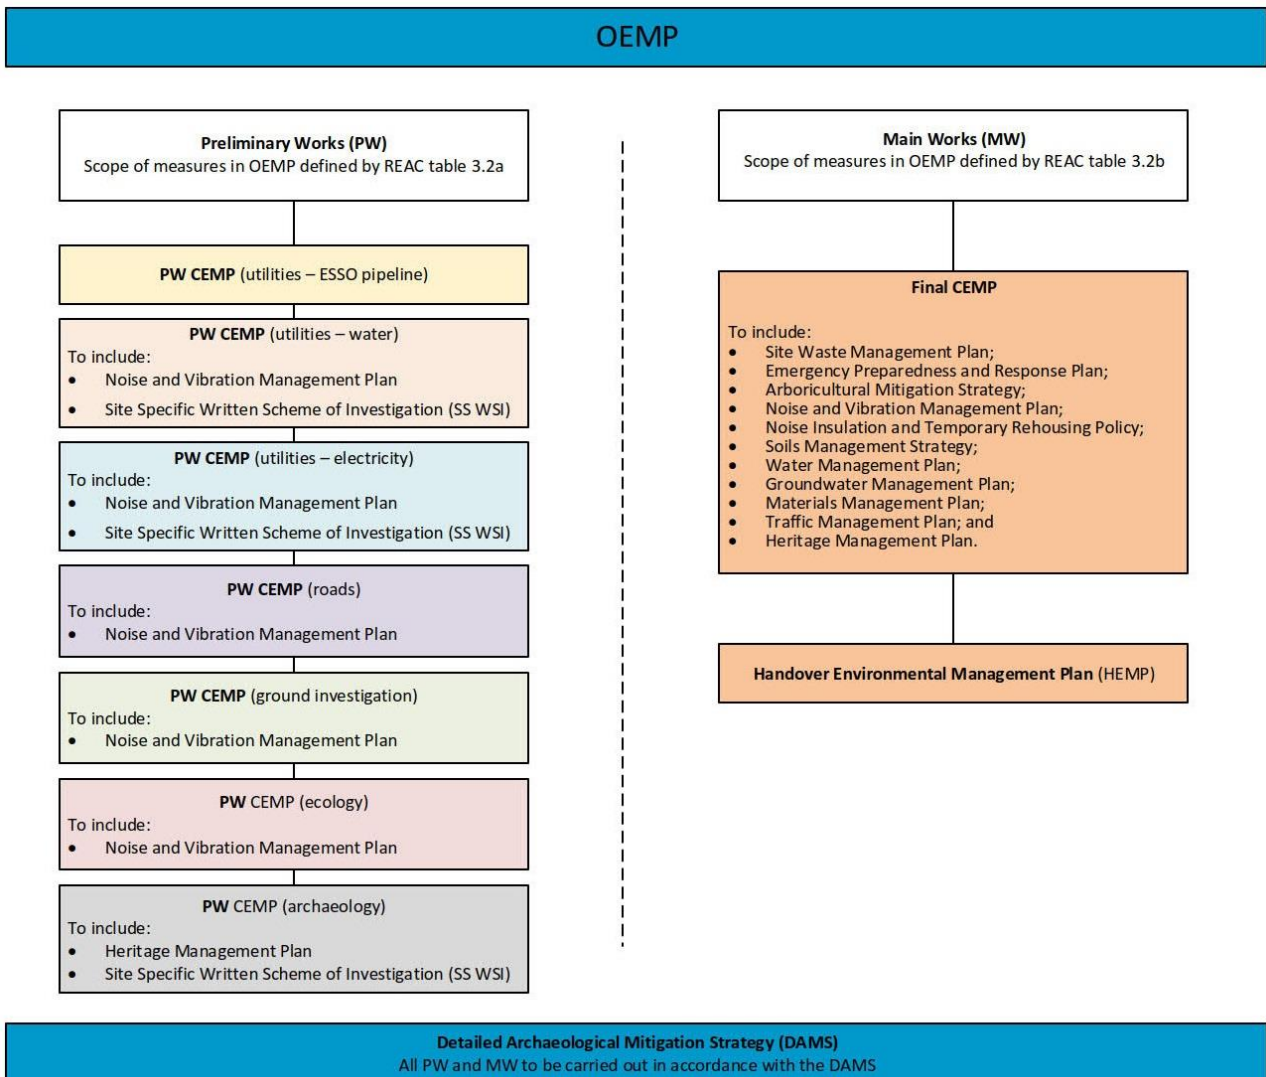 OEMP
Preliminary Works (PW)
Scope of measures in OEMP defined by REAC table 3.2a
PW CEMP (utilities – ESSO pipeline)
PW CEMP (utilities – water)
To include:
• Noise and Vibration Management Plan
• Site Specific Written Scheme of Investigation (SS WSI)
PW CEMP (utilities – electricity)
To include:
• Noise and Vibration Management Plan
• Site Specific Written Scheme of Investigation (SS WSI)
PW CEMP (roads)
To include:
• Noise and Vibration Management Plan
PW CEMP (ground investigation)
To include:
• Noise and Vibration Management Plan
PW CEMP (ecology)
To include:
• Noise and Vibration Management Plan
PW CEMP (archaeology)
To include:
• Heritage Management Plan
• Site Specific Written Scheme of Investigation (SS WSI)
Main Works (MW)
Scope of measures in OEMP defined by REAC table 3.2b
Final CEMP
To include:
• Site Waste Management Plan;
• Emergency Preparedness and Response Plan;
• Arboricultural Mitigation Strategy;
• Noise and Vibration Management Plan;
• Noise Insulation and Temporary Rehousing Policy;
• Soils Management Strategy;
• Water Management Plan;
• Groundwater Management Plan;
• Materials Management Plan;
• Traffic Management Plan; and
• Heritage Management Plan.
Handover Environmental Management Plan (HEMP)
Detailed Archaeological Mitigation Strategy (DAMS)
All PW and MW to be carried out in accordance with the DAMS